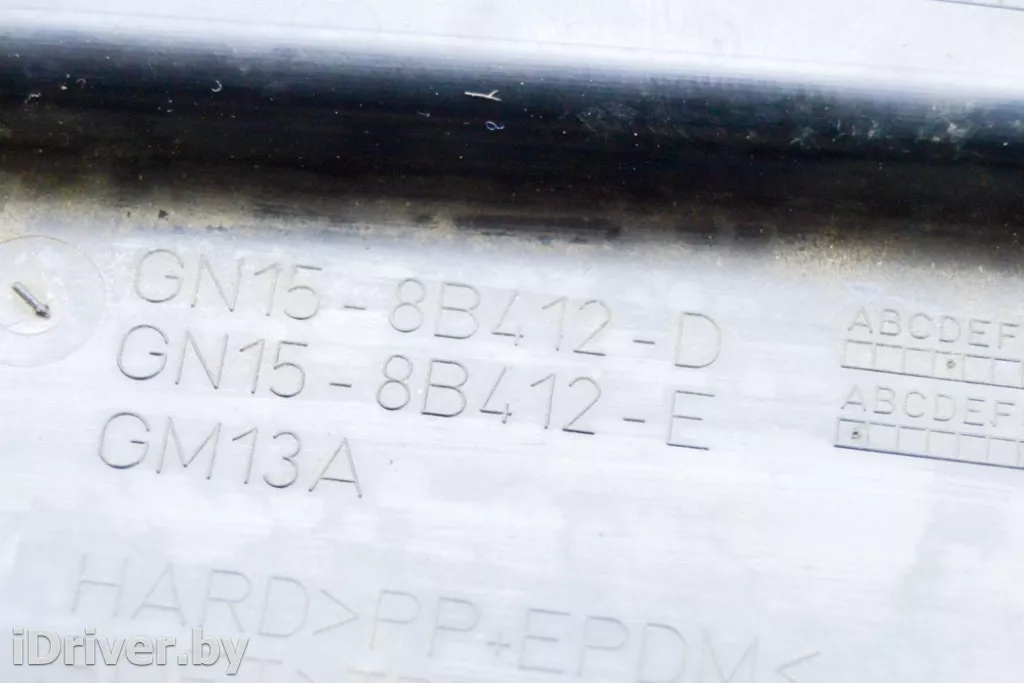 GN15-8B412-D
GN15-8B412-E
GM13A
ABCDEF
ABCDEF
HARD>PP+EPDM<
iDriver.by